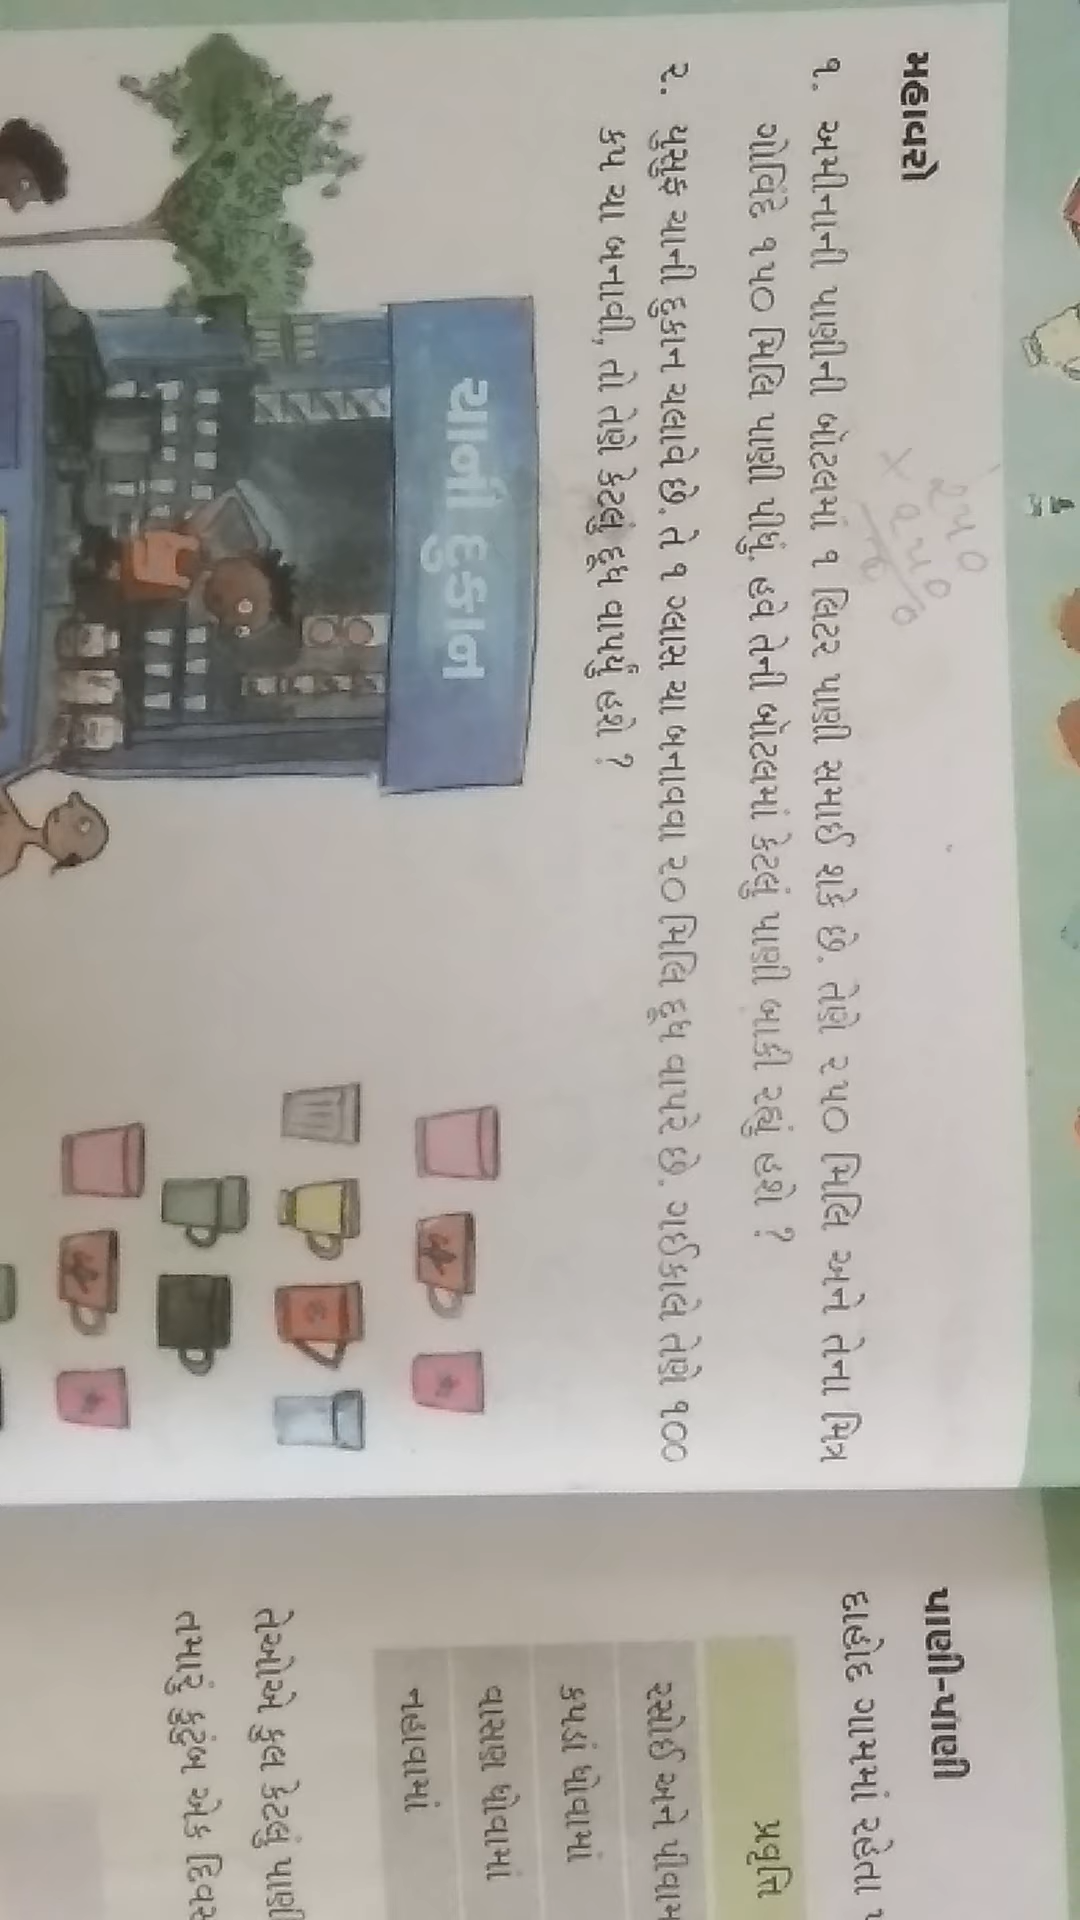 મહાવરો
૧. અમીનાની પાણીની બૉટલમાં ૧ લિટર પાણી સમાઈ શકે છે. તેણે ૨૫૦ મિલિ અને તેના મિત્ર
ગોવિંદે ૧૫૦ મિલિ પાણી પીધું. હવે તેની બૉટલમાં કેટલું પાણી બાકી રહ્યું હશે ?
૨. યુસુફ ચાની દુકાન ચલાવે છે. તે ૧ ગ્લાસ ચા બનાવવા ૨૦ મિલિ દૂધ વાપરે છે. ગઈકાલે તેણે ૧૦૦
કપ ચા બનાવી, તો તેણે કેટલું દૂધ વાપર્યું હશે ?
ચાની દુકાન
પાણી-પાણી
દાહોદ ગામમાં રહેતા
પ્રવૃત્તિ
રસોઈ અને
કપડાં ધોવામાં
વાસણ ધોવામાં
નહાવામાં
તેઓએ કુલ કેટલું પાણી
તમારું કુટુંબ એક